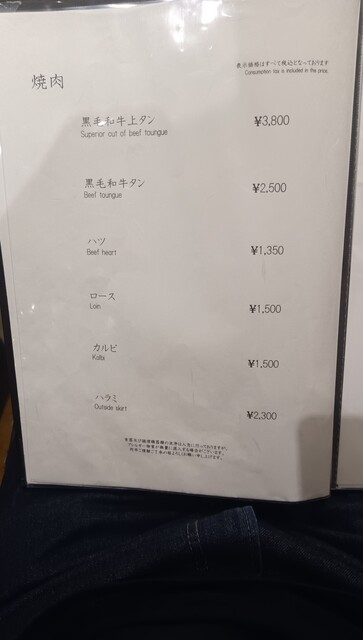 表示価格はすべて税込となっております
Consumption tax is included in the price.
焼肉
黒毛和牛上タン ¥3,800
Superior out of beef toungue
黒毛和牛タン ¥2,500
Beef toungue
ハツ ¥1,350
Beef heart
ロース ¥1,500
Loin
カルビ ¥1,500
Kalbi
ハラミ ¥2,300
Outside skirt